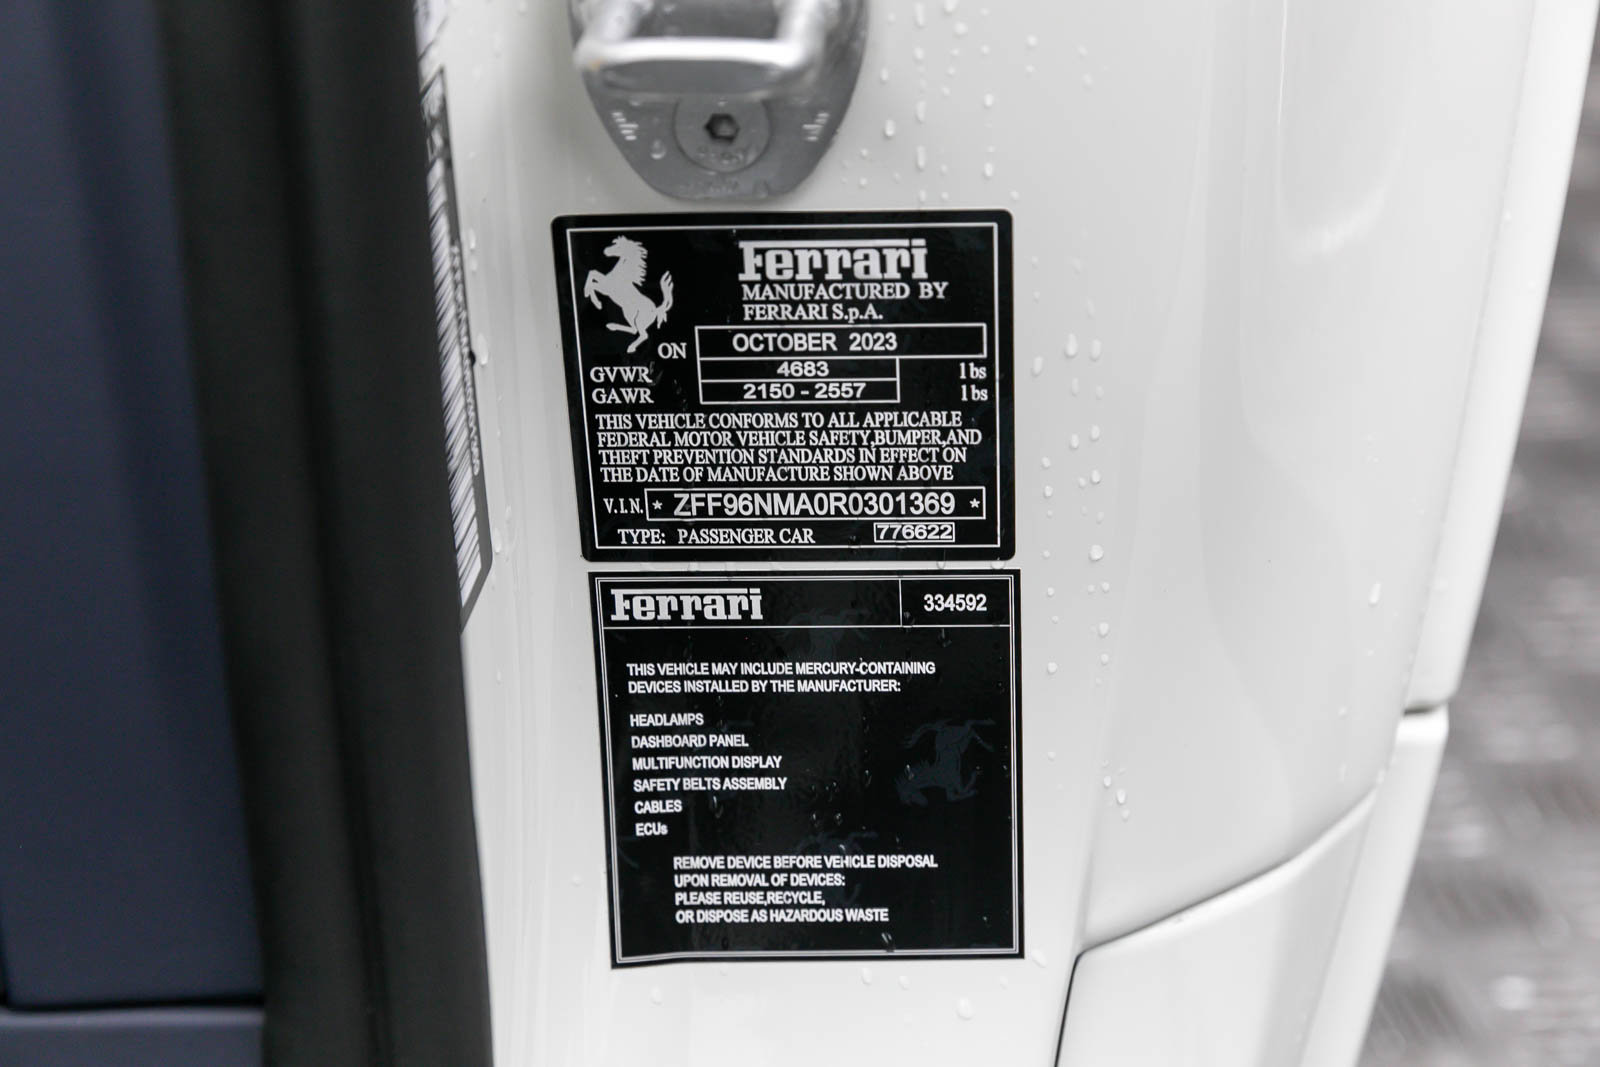 Ferrari
MANUFACTURED BY
FERRARI S.p.A.
ON OCTOBER 2023
GVWR 4683 lbs
GAWR 2150 - 2557 lbs
THIS VEHICLE CONFORMS TO ALL APPLICABLE
FEDERAL MOTOR VEHICLE SAFETY,BUMPER,AND
THEFT PREVENTION STANDARDS IN EFFECT ON
THE DATE OF MANUFACTURE SHOWN ABOVE
V.I.N. * ZFF96NMA0R0301369 *
TYPE: PASSENGER CAR 776622
Ferrari 334592
THIS VEHICLE MAY INCLUDE MERCURY-CONTAINING
DEVICES INSTALLED BY THE MANUFACTURER:
HEADLAMPS
DASHBOARD PANEL
MULTIFUNCTION DISPLAY
SAFETY BELTS ASSEMBLY
CABLES
ECUs
REMOVE DEVICE BEFORE VEHICLE DISPOSAL
UPON REMOVAL OF DEVICES:
PLEASE REUSE,RECYCLE,
OR DISPOSE AS HAZARDOUS WASTE